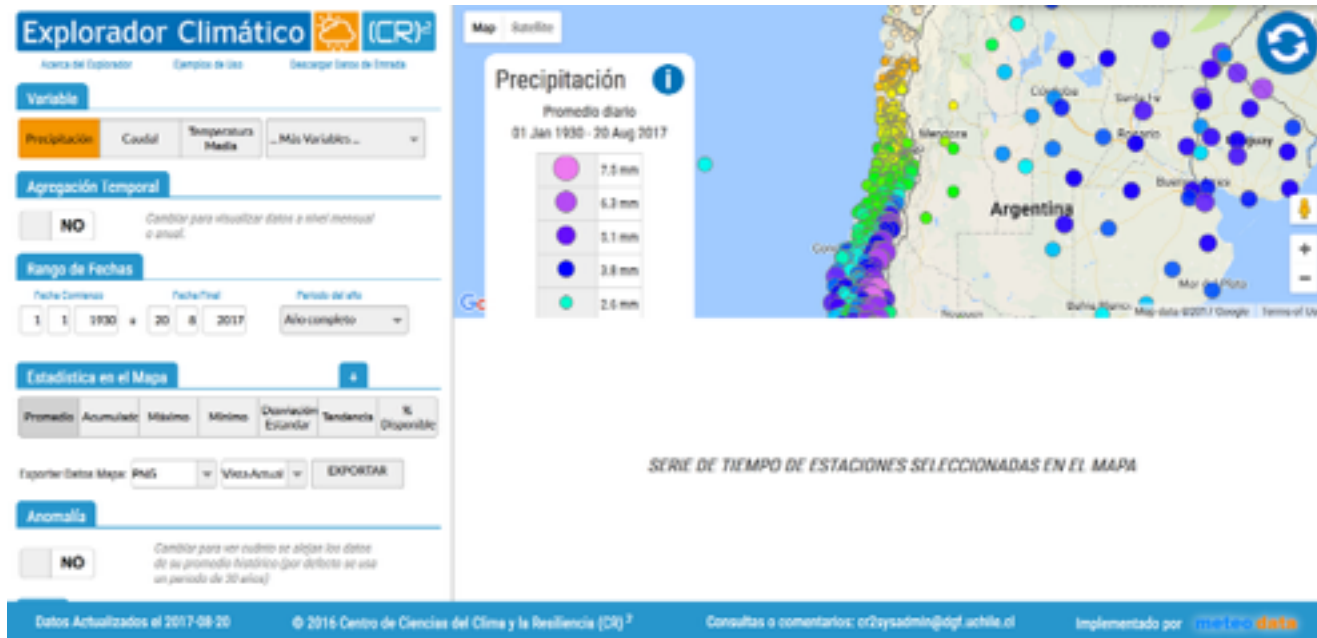 Explorador Climático (CR)²
Acerca del Explorador Ejemplos de Uso Descargar Datos de Entrada
Variable
Precipitación Caudal Temperatura Media ...Más Variables...
Agregación Temporal
NO
Cambiar para visualizar datos a nivel mensual
o anual.
Rango de Fechas
Fecha Comienzo Fecha Final Periodo del año
1 1 1930 a 20 8 2017 Año completo
Estadística en el Mapa +
Promedio Acumulado Máximo Mínimo Desviación Estandar Tendencia % Disponible
Exportar Datos Mapa: PNG Vista Actual EXPORTAR
Anomalía
NO
Cambiar para ver cuánto se alejan los datos
de su promedio histórico (por defecto se usa
un periodo de 30 años)
Map Satellite
Precipitación i
Promedio diario
01 Jan 1930 - 20 Aug 2017
7.5 mm
6.3 mm
5.1 mm
3.8 mm
2.6 mm
Córdoba
Santa Fe
Mendoza
Rosario
Buenos Aires
Argentina
Mar del Plata
Bahía Blanca
Neuquén
+
−
Map data ©2017 Google Terms of Us
SERIE DE TIEMPO DE ESTACIONES SELECCIONADAS EN EL MAPA
Datos Actualizados el 2017-08-20 © 2016 Centro de Ciencias del Clima y la Resiliencia (CR) 2 Consultas o comentarios: cr2sysadmin@dgf.uchile.cl Implementado por meteodata